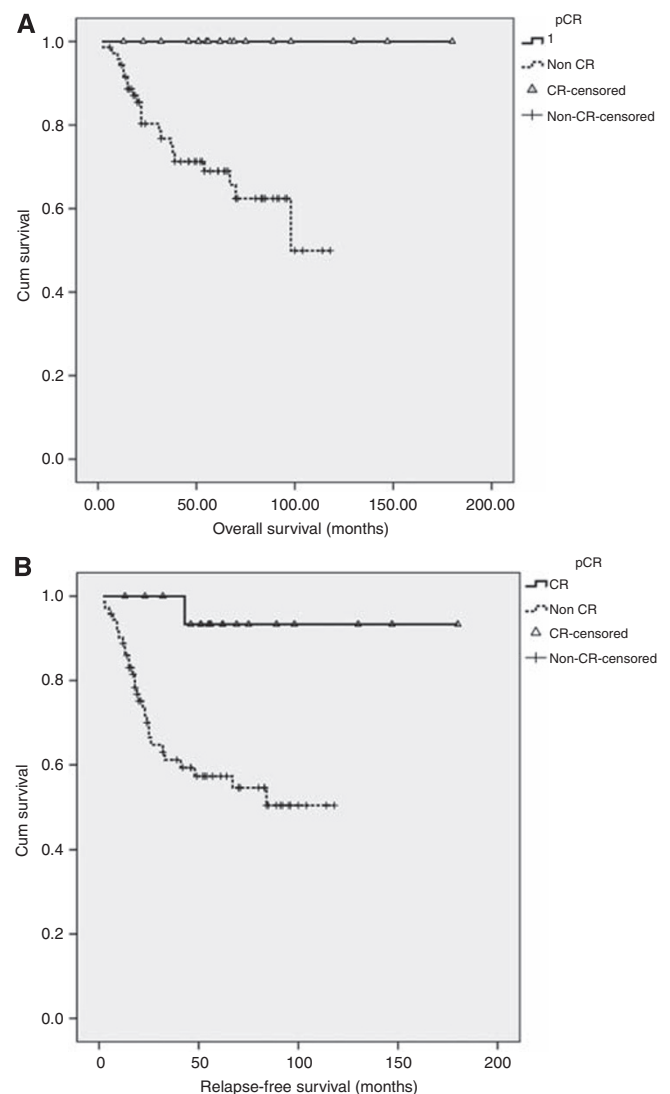 A
pCR
1
Non CR
CR-censored
Non-CR-censored
1.0
0.8
0.6
0.4
0.2
0.0
Cum survival
0.00 50.00 100.00 150.00 200.00
Overall survival (months)
B
pCR
CR
Non CR
CR-censored
Non-CR-censored
1.0
0.8
0.6
0.4
0.2
0.0
Cum survival
0 50 100 150 200
Relapse-free survival (months)